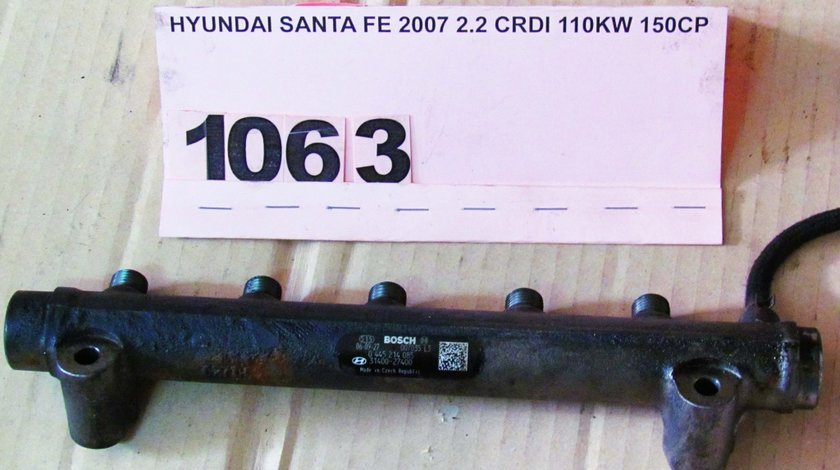 HYUNDAI SANTA FE 2007 2.2 CRDI 110KW 150CP
1063
BOSCH
0 445 214 085
31400-27400
Made in Czech Republic